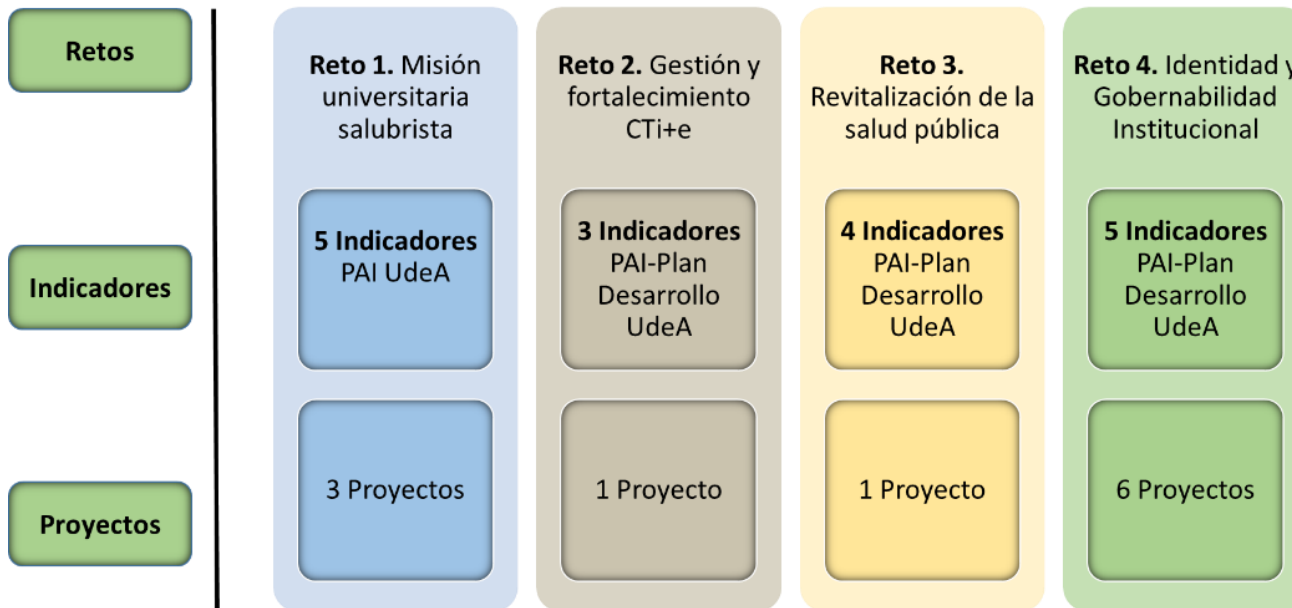 Retos
Reto 1. Misión
universitaria
salubrista
Reto 2. Gestión y
fortalecimiento
CTi+e
Reto 3.
Revitalización de la
salud pública
Reto 4. Identidad y
Gobernabilidad
Institucional
Indicadores
5 Indicadores
PAI UdeA
3 Indicadores
PAI-Plan
Desarrollo
UdeA
4 Indicadores
PAI-Plan
Desarrollo
UdeA
5 Indicadores
PAI-Plan
Desarrollo
UdeA
Proyectos
3 Proyectos
1 Proyecto
1 Proyecto
6 Proyectos